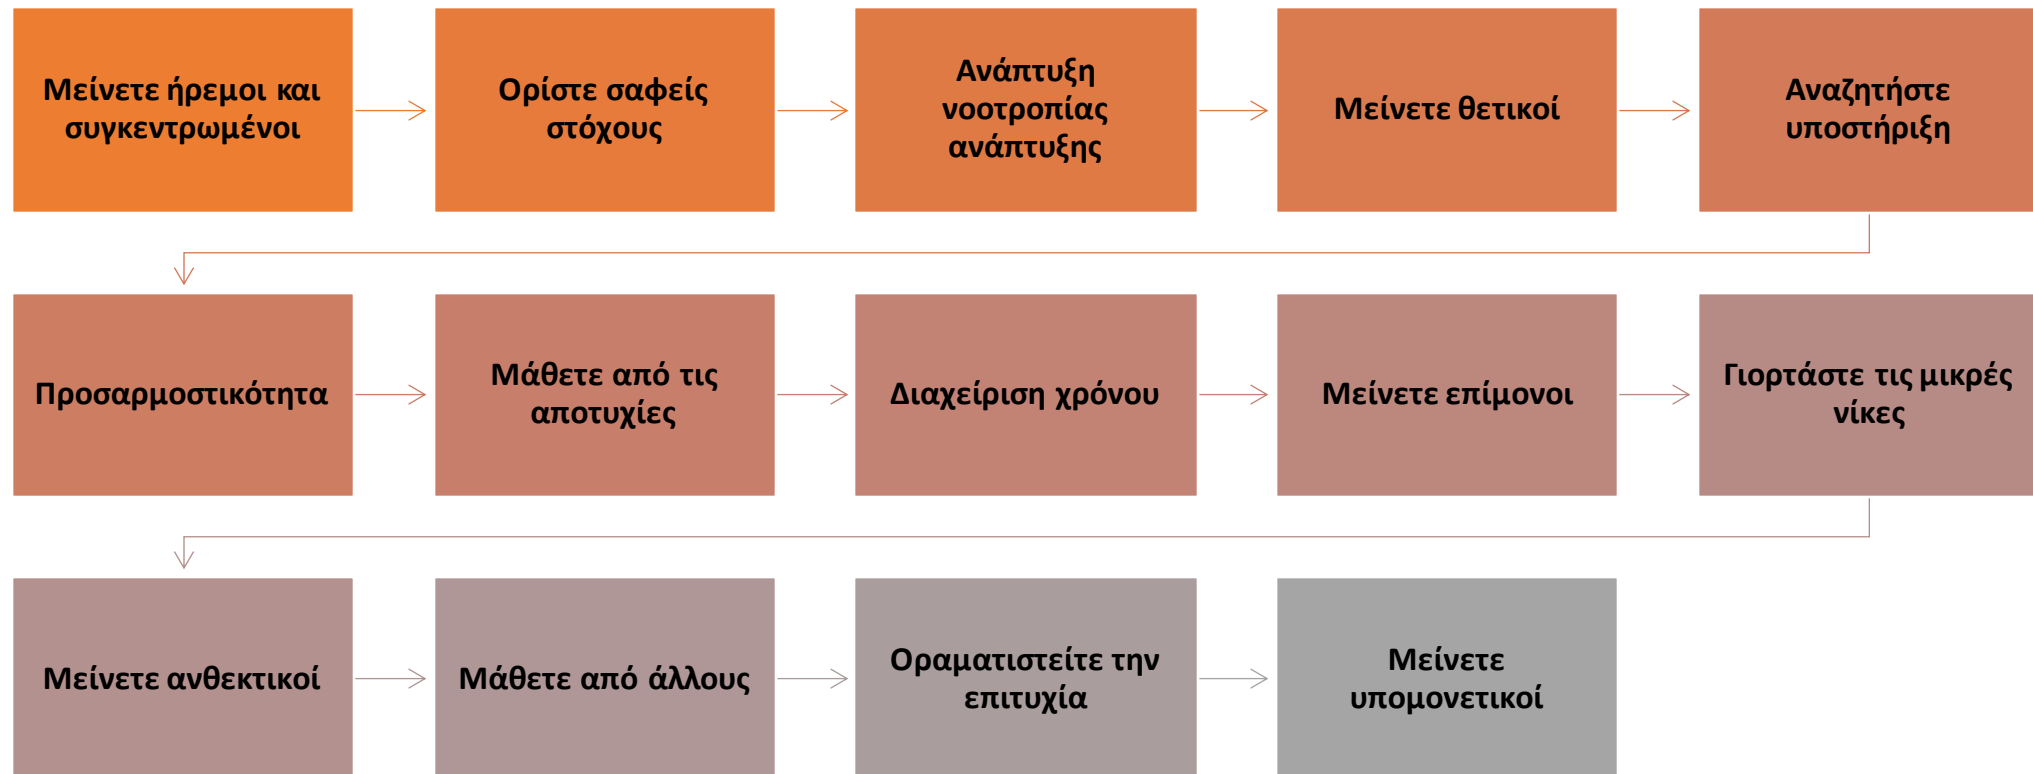 Μείνετε ήρεμοι και
συγκεντρωμένοι
Ορίστε σαφείς
στόχους
Ανάπτυξη
νοοτροπίας
ανάπτυξης
Μείνετε θετικοί
Αναζητήστε
υποστήριξη
Προσαρμοστικότητα
Μάθετε από τις
αποτυχίες
Διαχείριση χρόνου
Μείνετε επίμονοι
Γιορτάστε τις μικρές
νίκες
Μείνετε ανθεκτικοί
Μάθετε από άλλους
Οραματιστείτε την
επιτυχία
Μείνετε
υπομονετικοί